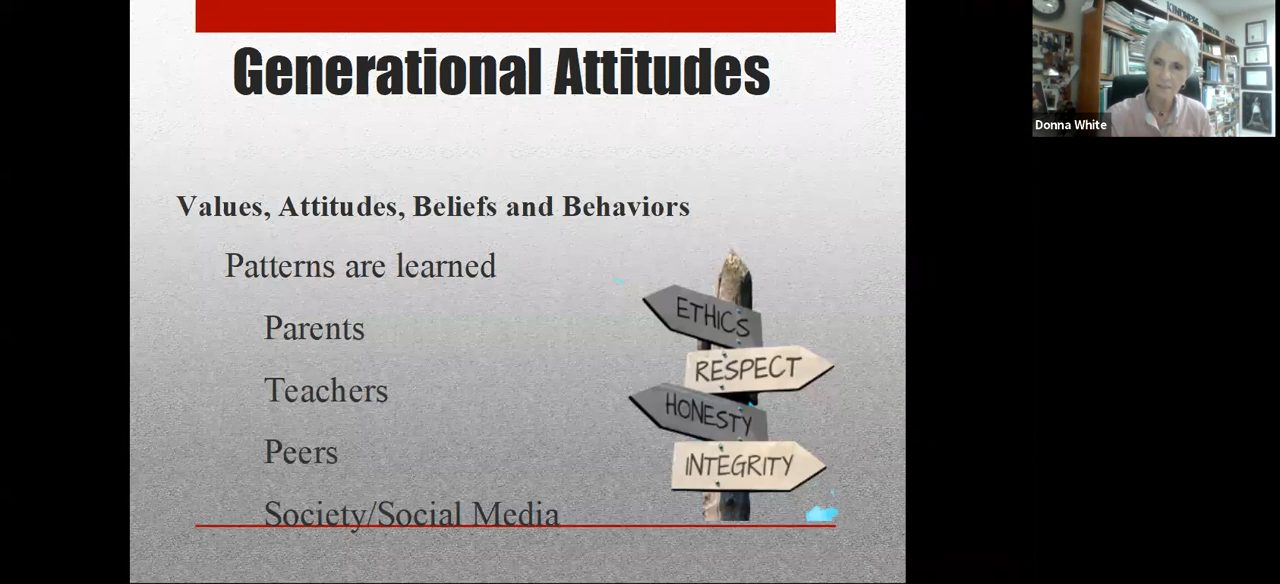 Generational Attitudes
Values, Attitudes, Beliefs and Behaviors
Patterns are learned
Parents
Teachers
Peers
Society/Social Media
ETHICS
RESPECT
HONESTY
INTEGRITY
KINDNESS
Donna White